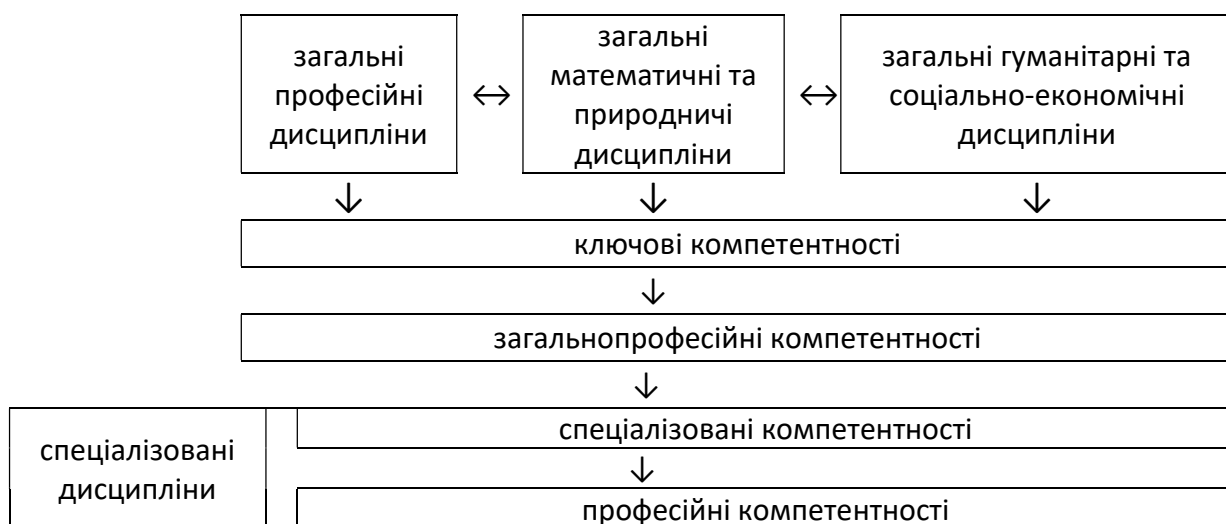 загальні
професійні
дисципліни
↔
загальні
математичні та
природничі
дисципліни
↔
загальні гуманітарні та
соціально-економічні
дисципліни
↓ ↓ ↓
ключові компетентності
↓
загальнопрофесійні компетентності
↓
спеціалізовані
дисципліни
спеціалізовані компетентності
↓
професійні компетентності